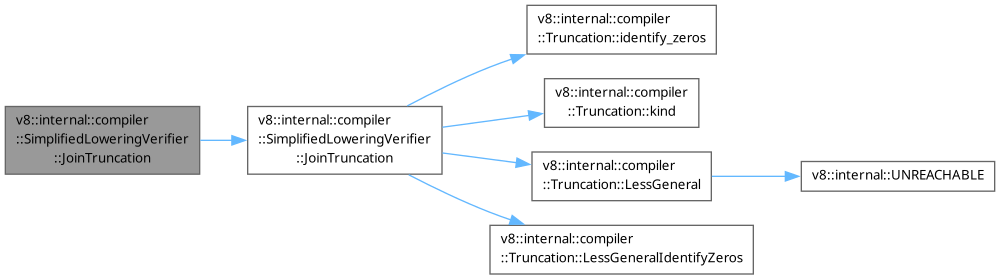 v8::internal::compiler
::SimplifiedLoweringVerifier
::JoinTruncation
v8::internal::compiler
::SimplifiedLoweringVerifier
::JoinTruncation
v8::internal::compiler
::Truncation::identify_zeros
v8::internal::compiler
::Truncation::kind
v8::internal::compiler
::Truncation::LessGeneral
v8::internal::UNREACHABLE
v8::internal::compiler
::Truncation::LessGeneralIdentifyZeros